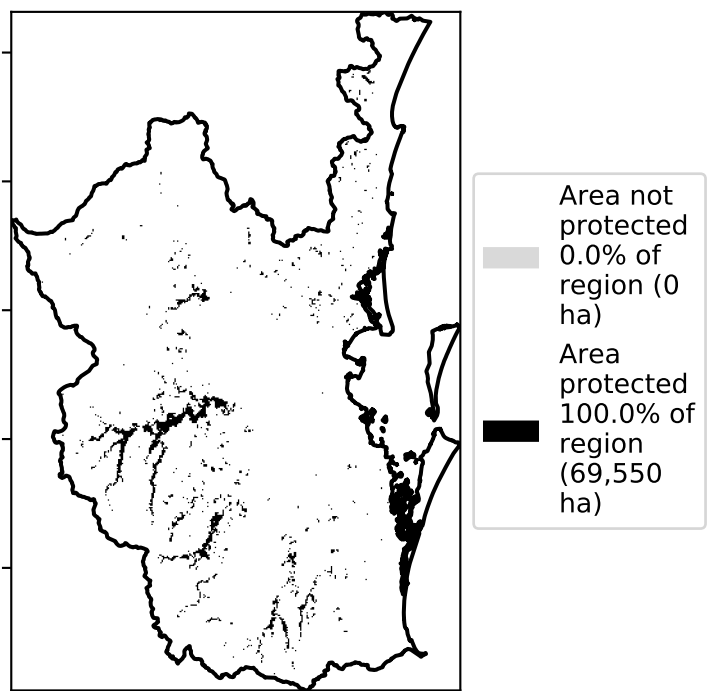 Area not
protected
0.0% of
region (0
ha)
Area
protected
100.0% of
region
(69,550
ha)